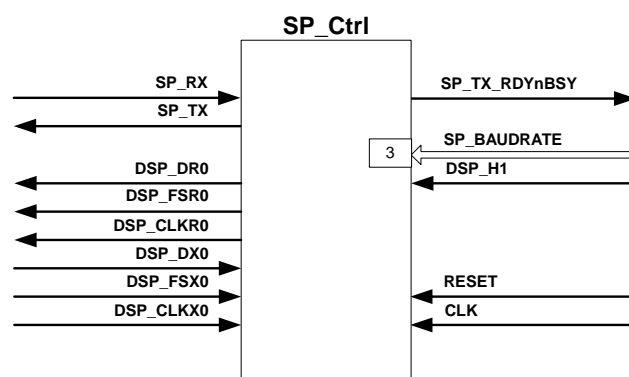 SP_Ctrl
SP_RX
SP_TX_RDYnBSY
SP_TX
SP_BAUDRATE
3
DSP_DR0
DSP_H1
DSP_FSR0
DSP_CLKR0
DSP_DX0
DSP_FSX0
RESET
DSP_CLKX0
CLK